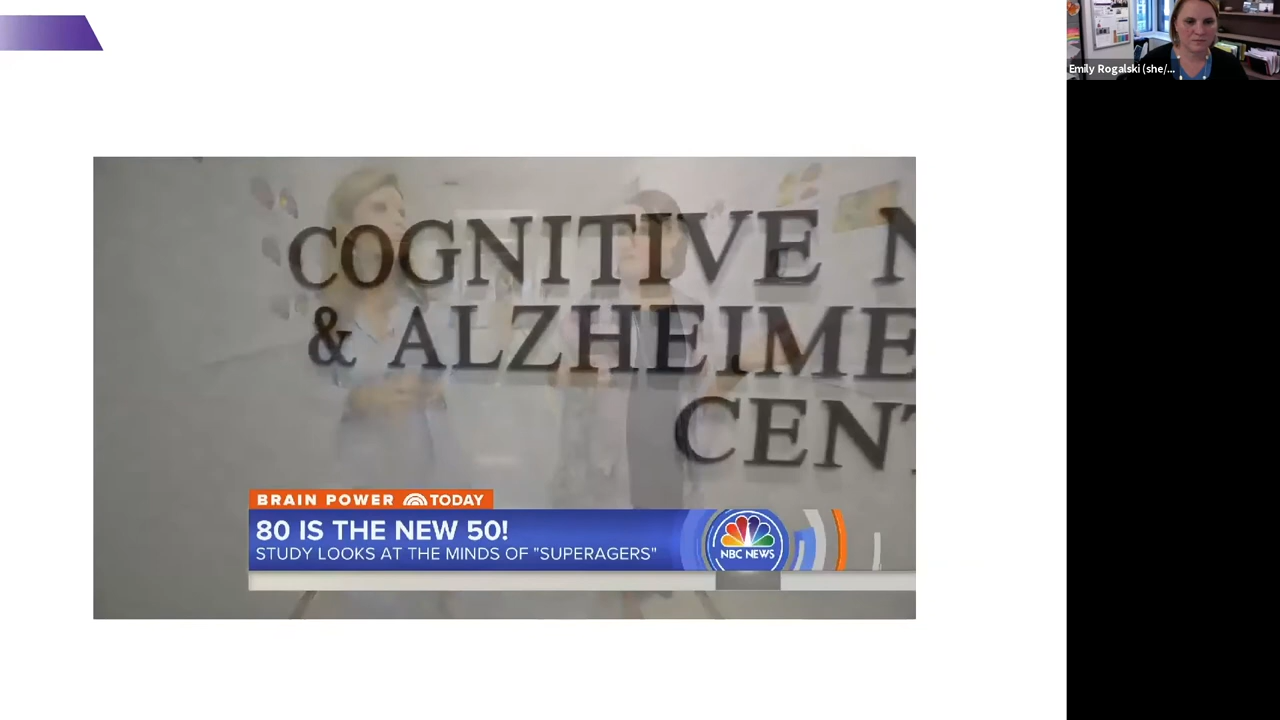 Emily Rogalski (she/...
COGNITIVE N
& ALZHEIME
CENT
BRAIN POWER TODAY
80 IS THE NEW 50!
STUDY LOOKS AT THE MINDS OF "SUPERAGERS"
NBC NEWS